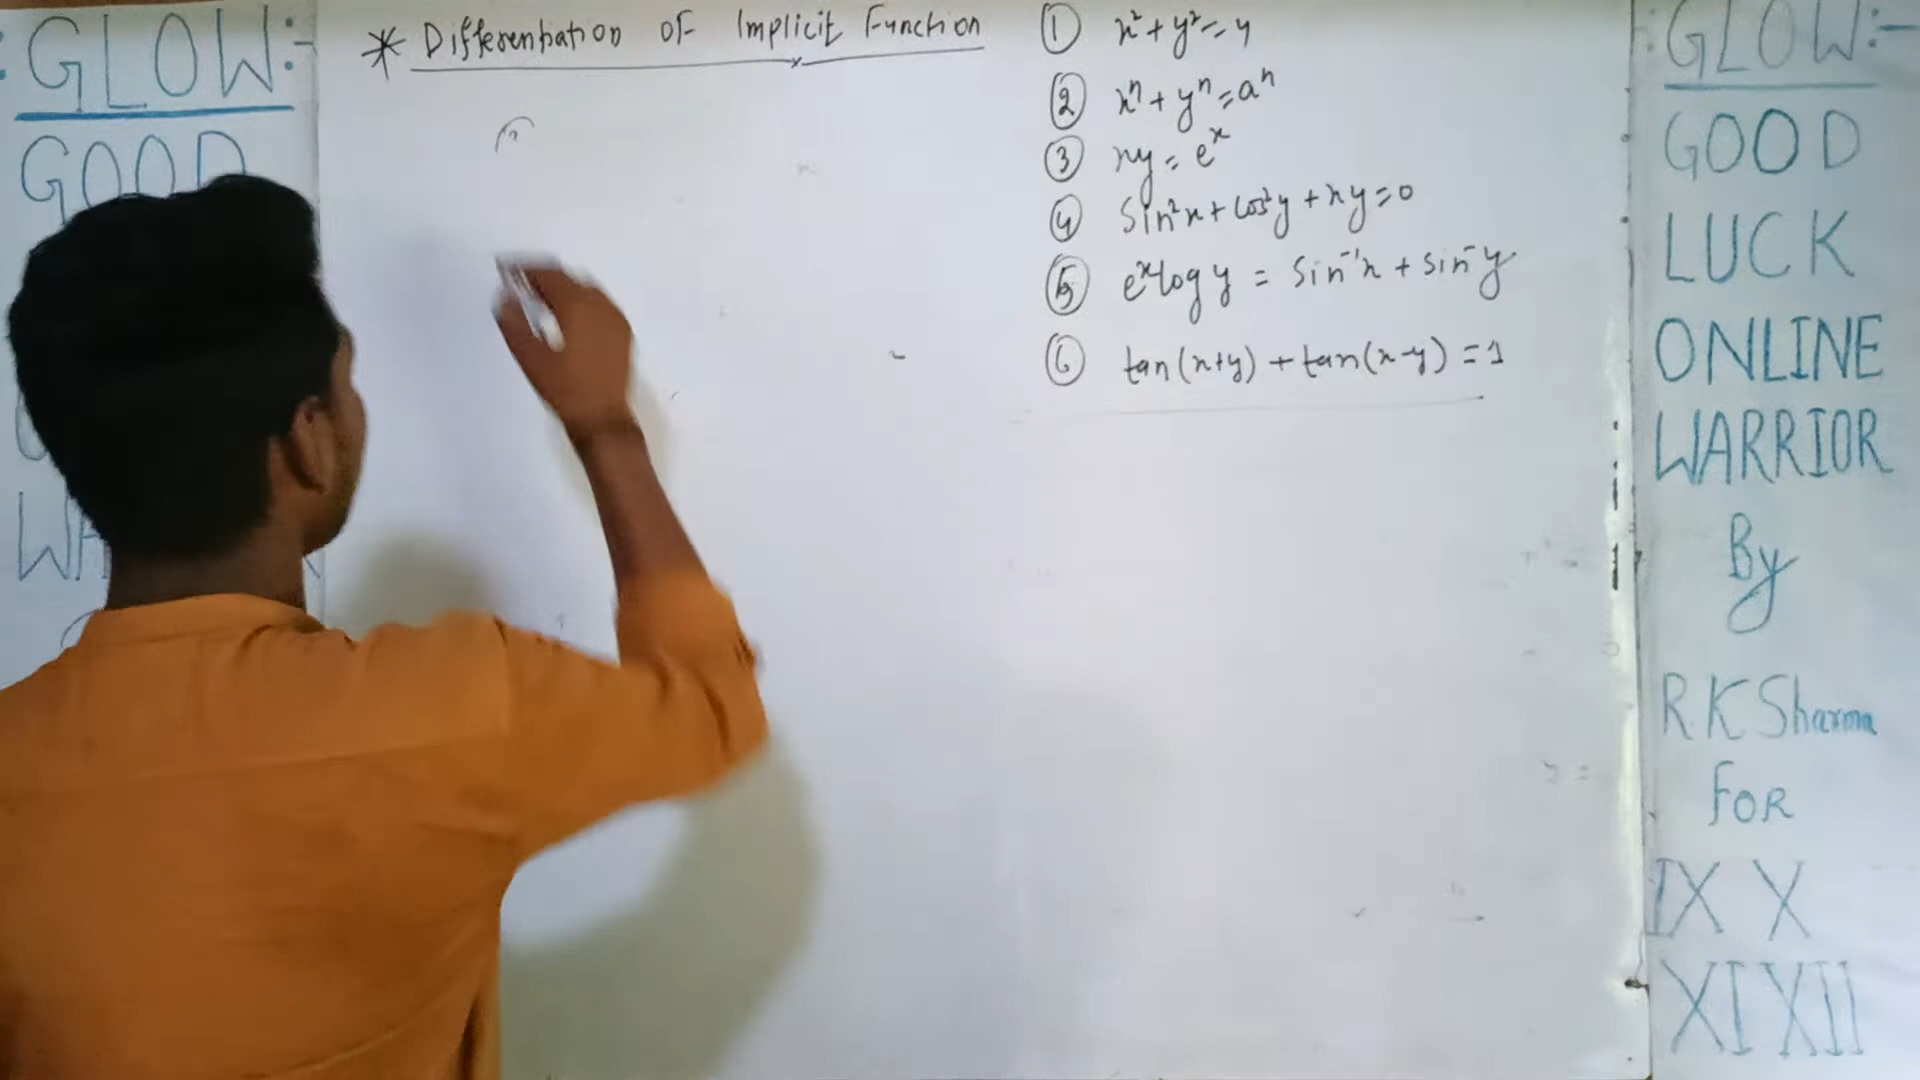 : GLOW:-
GOOD
* Differentiation OF Implicit Function
① x² + y² = 4
② xⁿ + yⁿ = aⁿ
③ xy = eˣ
④ Sin²x + Cos²y + xy = 0
⑤ eˣ log y = Sin⁻¹x + Sin⁻y
⑥ tan(x+y) + tan(x-y) = 1
: GLOW:-
GOOD
LUCK
ONLINE
WARRIOR
By
R.K Sharma
FOR
IX X
XI XII